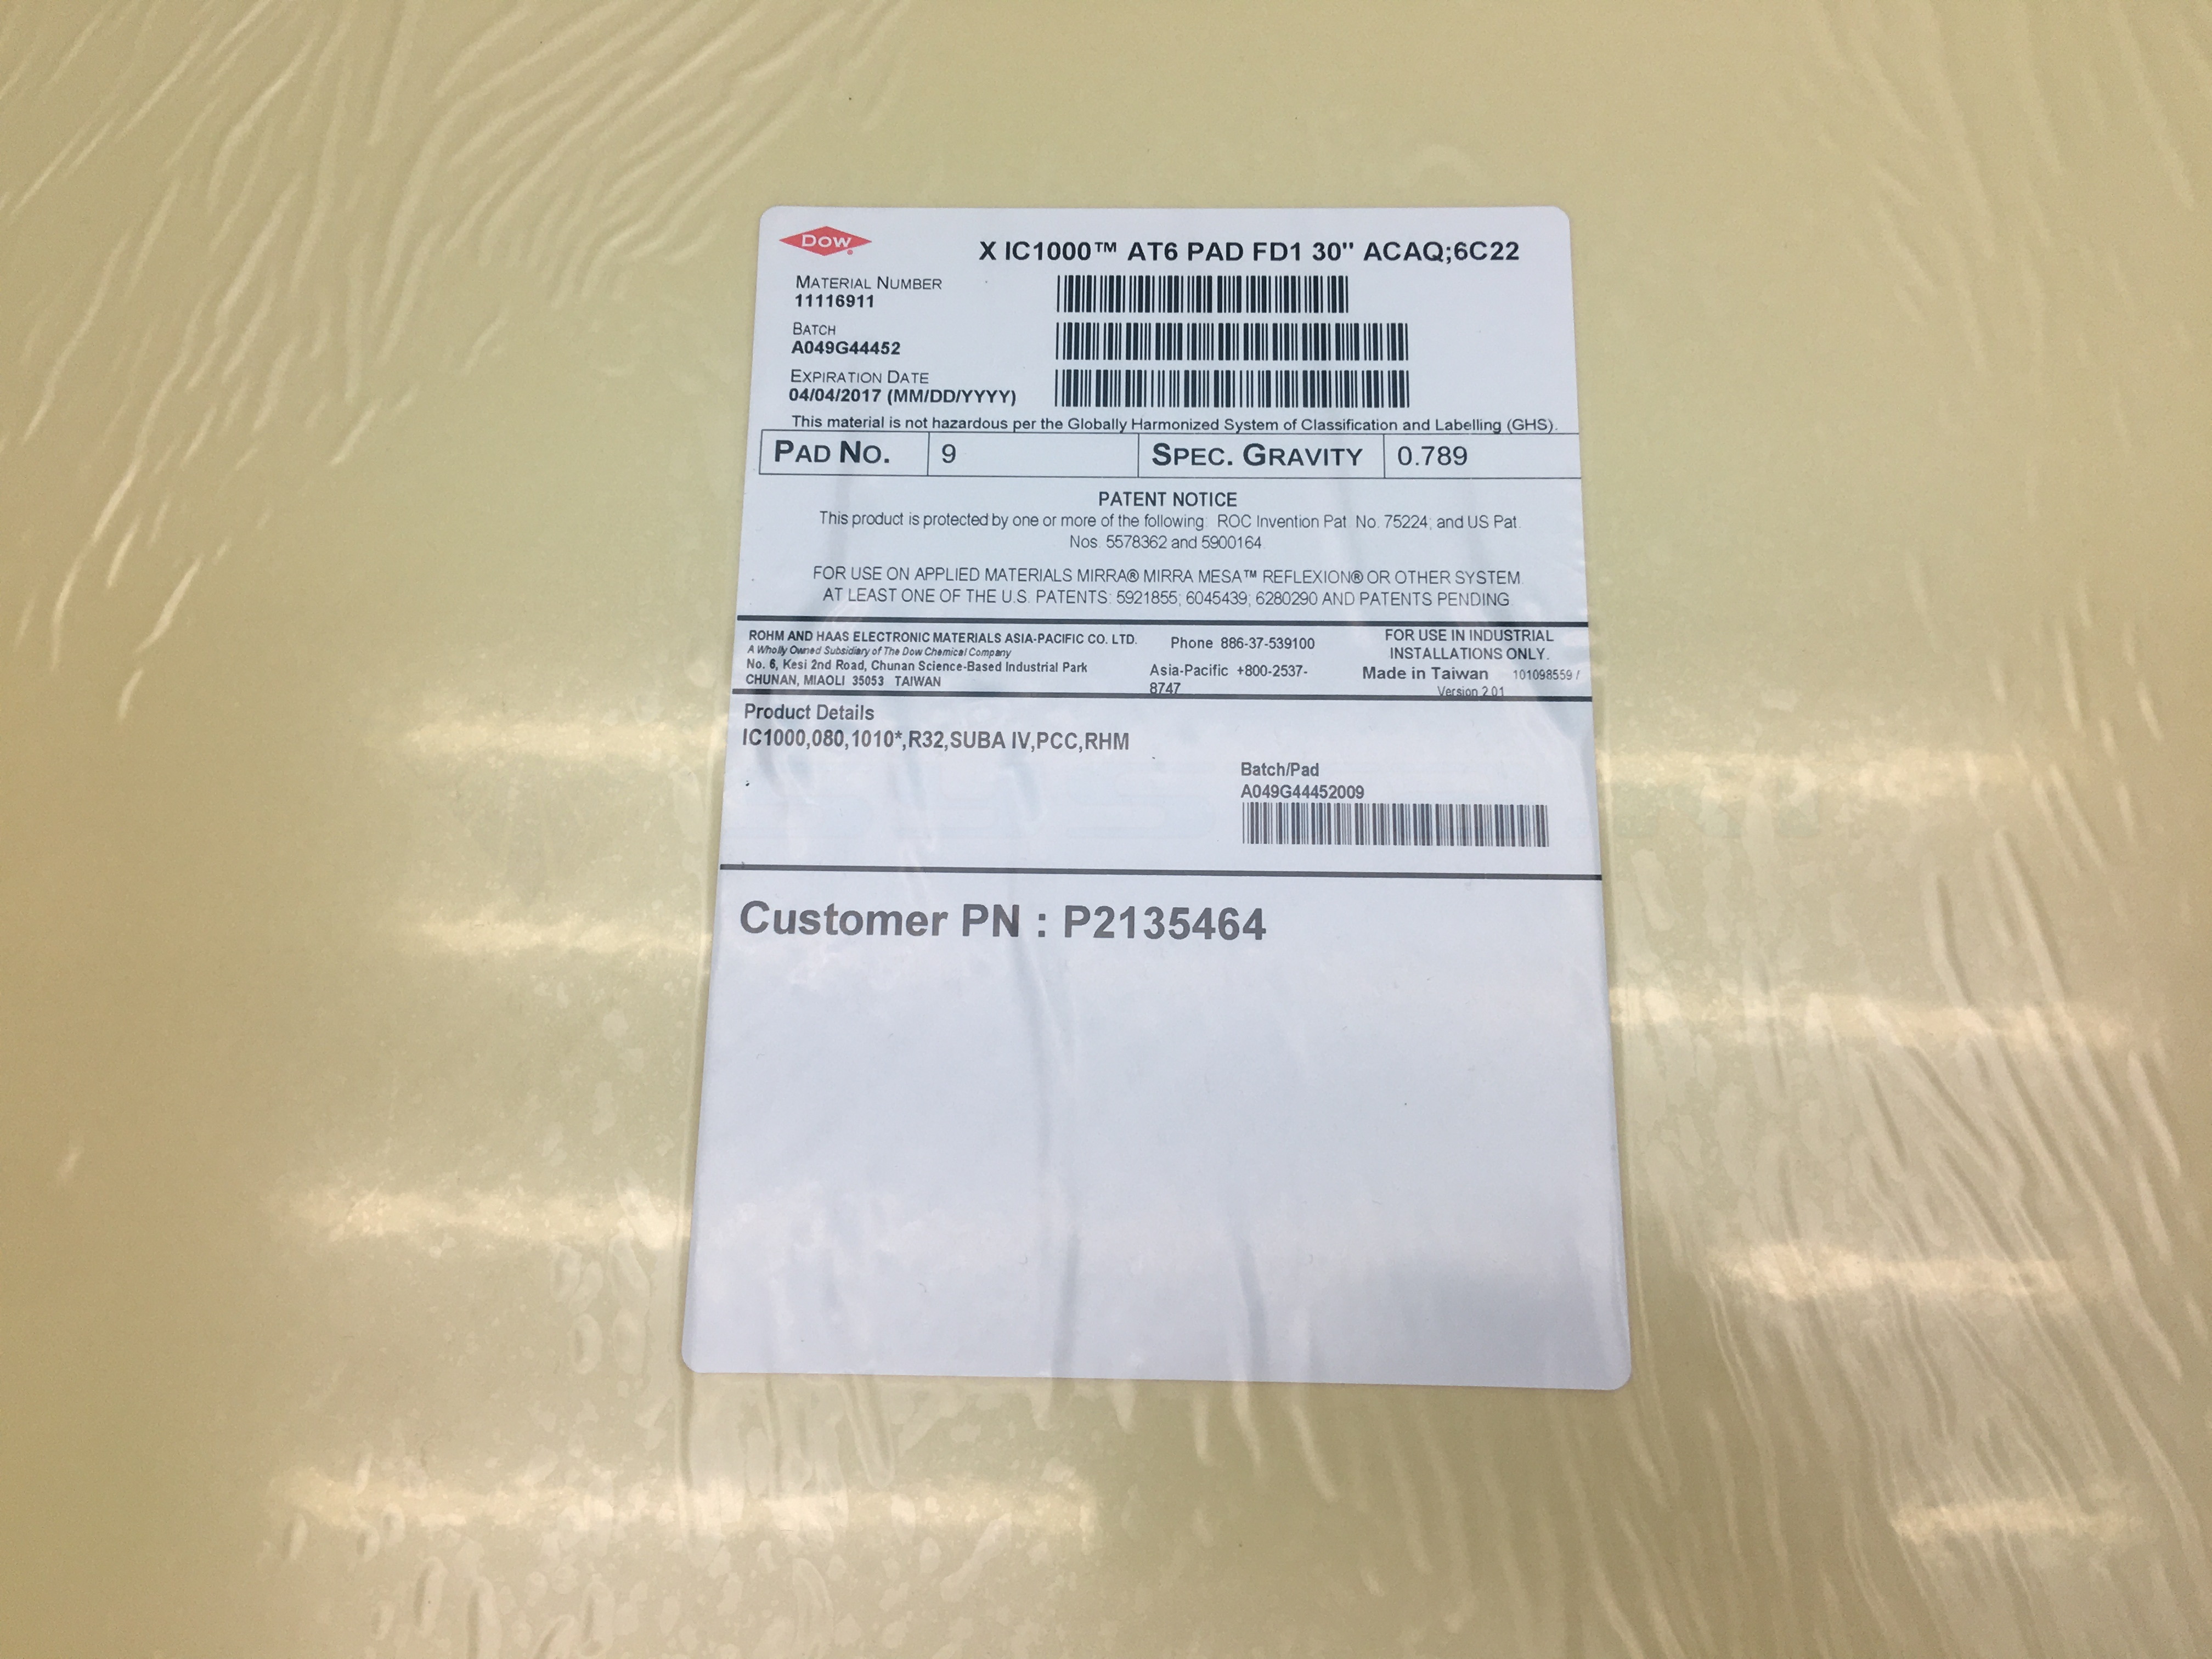 DOW
X IC1000™ AT6 PAD FD1 30" ACAQ;6C22
MATERIAL NUMBER
11116911
BATCH
A049G44452
EXPIRATION DATE
04/04/2017 (MM/DD/YYYY)
This material is not hazardous per the Globally Harmonized System of Classification and Labelling (GHS).
PAD NO. 9 SPEC. GRAVITY 0.789
PATENT NOTICE
This product is protected by one or more of the following: ROC Invention Pat. No. 75224; and US Pat.
Nos. 5578362 and 5900164.
FOR USE ON APPLIED MATERIALS MIRRA® MIRRA MESA™ REFLEXION® OR OTHER SYSTEM.
AT LEAST ONE OF THE U.S. PATENTS: 5921855; 6045439; 6280290 AND PATENTS PENDING.
ROHM AND HAAS ELECTRONIC MATERIALS ASIA-PACIFIC CO. LTD.
A Wholly Owned Subsidiary of The Dow Chemical Company
No. 6, Kesi 2nd Road, Chunan Science-Based Industrial Park
CHUNAN, MIAOLI 35053 TAIWAN
Phone 886-37-539100
Asia-Pacific +800-2537-
8747
FOR USE IN INDUSTRIAL
INSTALLATIONS ONLY.
Made in Taiwan 101098559 /
Version 2.01
Product Details
IC1000,080,1010*,R32,SUBA IV,PCC,RHM
Batch/Pad
A049G44452009
Customer PN : P2135464